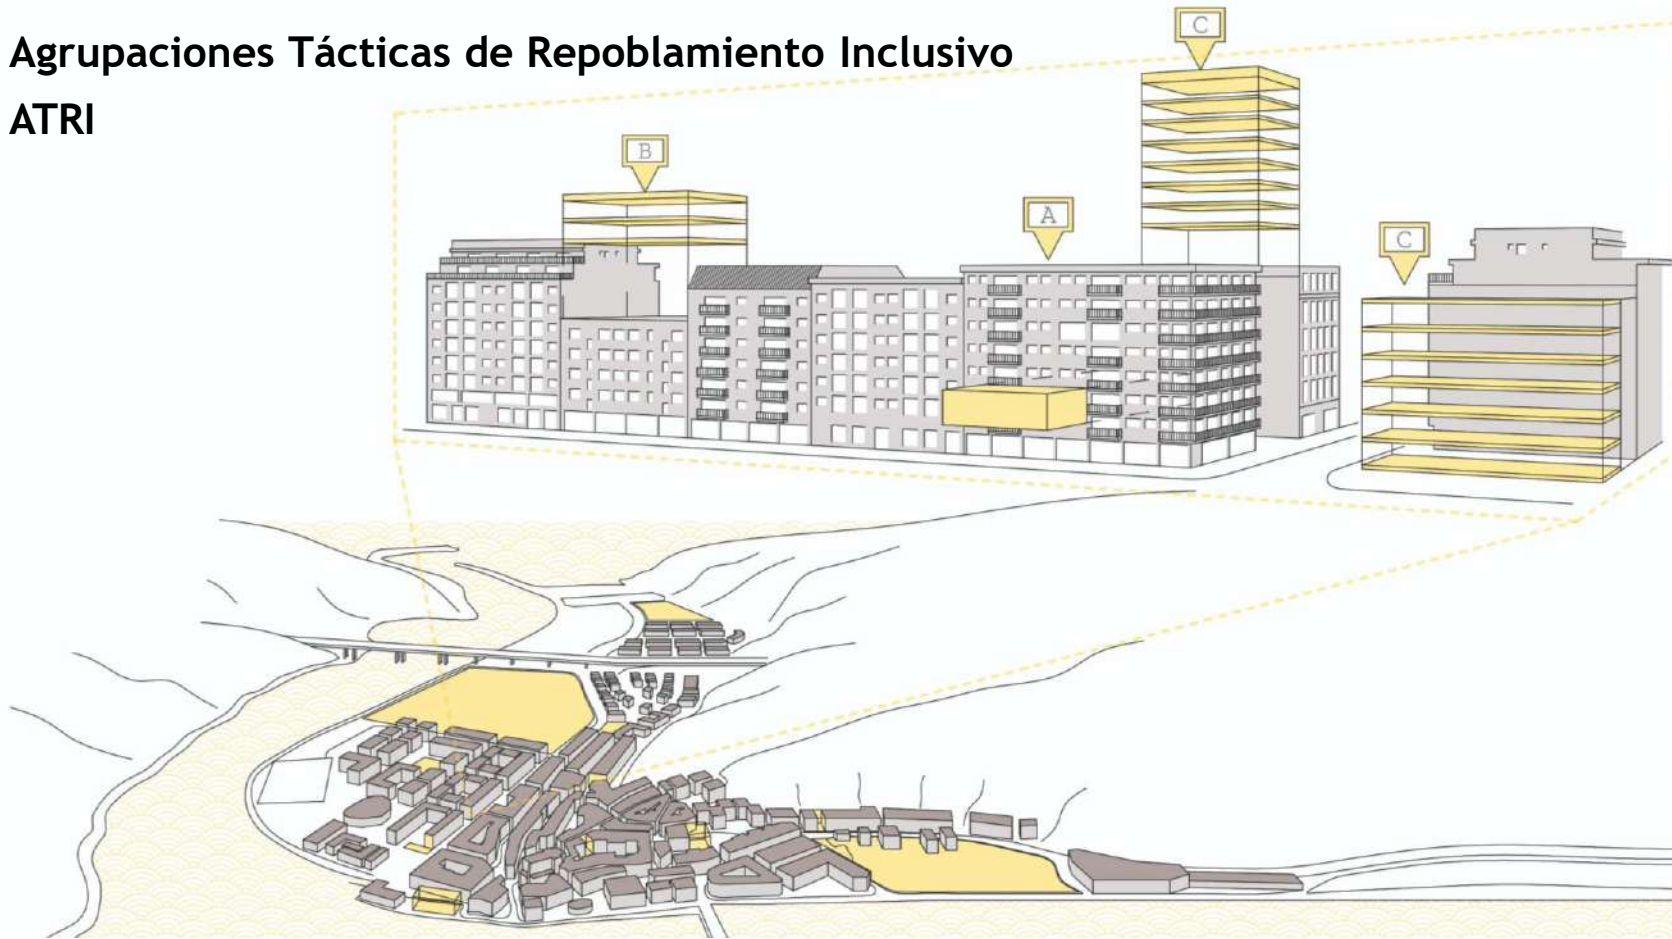 Agrupaciones Tácticas de Repoblamiento Inclusivo
ATRI
C
B
A
C